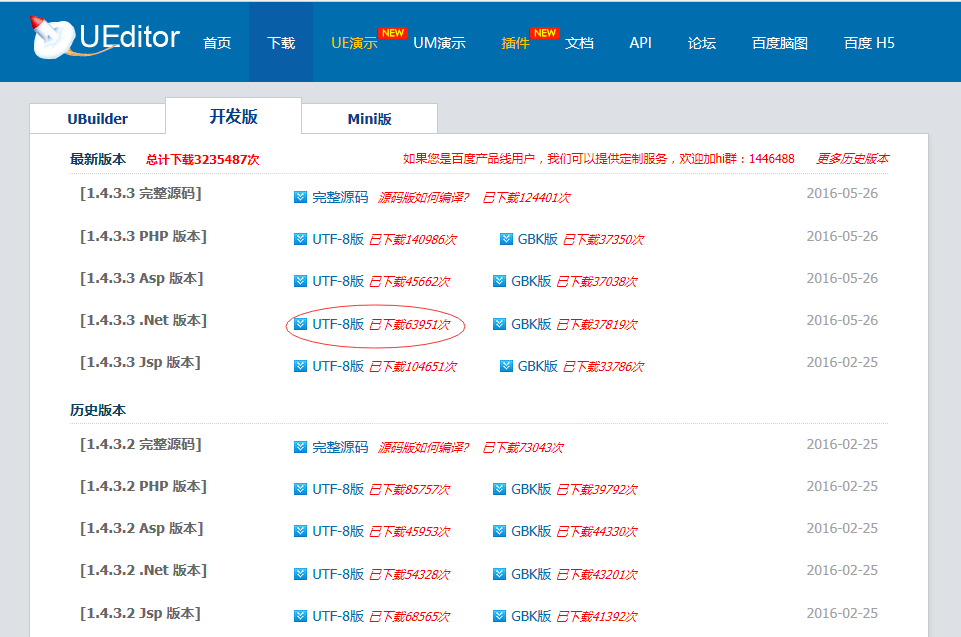 UEditor 首页 下载 UE演示 NEW UM演示 插件 NEW 文档 API 论坛 百度脑图 百度 H5
UBuilder 开发版 Mini版
最新版本 总计下载3235487次 如果您是百度产品线用户，我们可以提供定制服务，欢迎加hi群：1446488 更多历史版本
[1.4.3.3 完整源码] 完整源码 源码版如何编译? 已下载124401次 2016-05-26
[1.4.3.3 PHP 版本] UTF-8版 已下载140986次 GBK版 已下载37350次 2016-05-26
[1.4.3.3 Asp 版本] UTF-8版 已下载45662次 GBK版 已下载37038次 2016-05-26
[1.4.3.3 .Net 版本] UTF-8版 已下载63951次 GBK版 已下载37819次 2016-05-26
[1.4.3.3 Jsp 版本] UTF-8版 已下载104651次 GBK版 已下载33786次 2016-02-25
历史版本
[1.4.3.2 完整源码] 完整源码 源码版如何编译? 已下载73043次 2016-02-25
[1.4.3.2 PHP 版本] UTF-8版 已下载85757次 GBK版 已下载39792次 2016-02-25
[1.4.3.2 Asp 版本] UTF-8版 已下载45953次 GBK版 已下载44330次 2016-02-25
[1.4.3.2 .Net 版本] UTF-8版 已下载54328次 GBK版 已下载43201次 2016-02-25
[1.4.3.2 Jsp 版本] UTF-8版 已下载68565次 GBK版 已下载41392次 2016-02-25